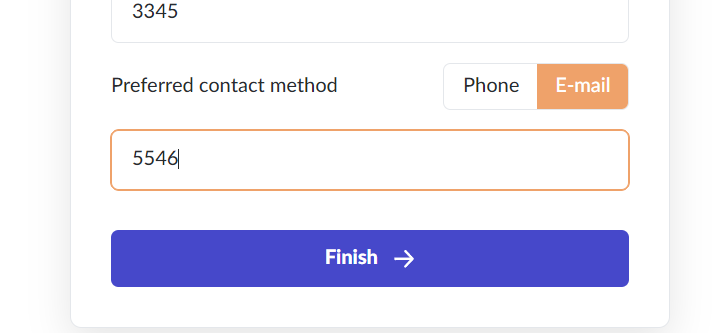 3345
Preferred contact method Phone E-mail
5546
Finish →